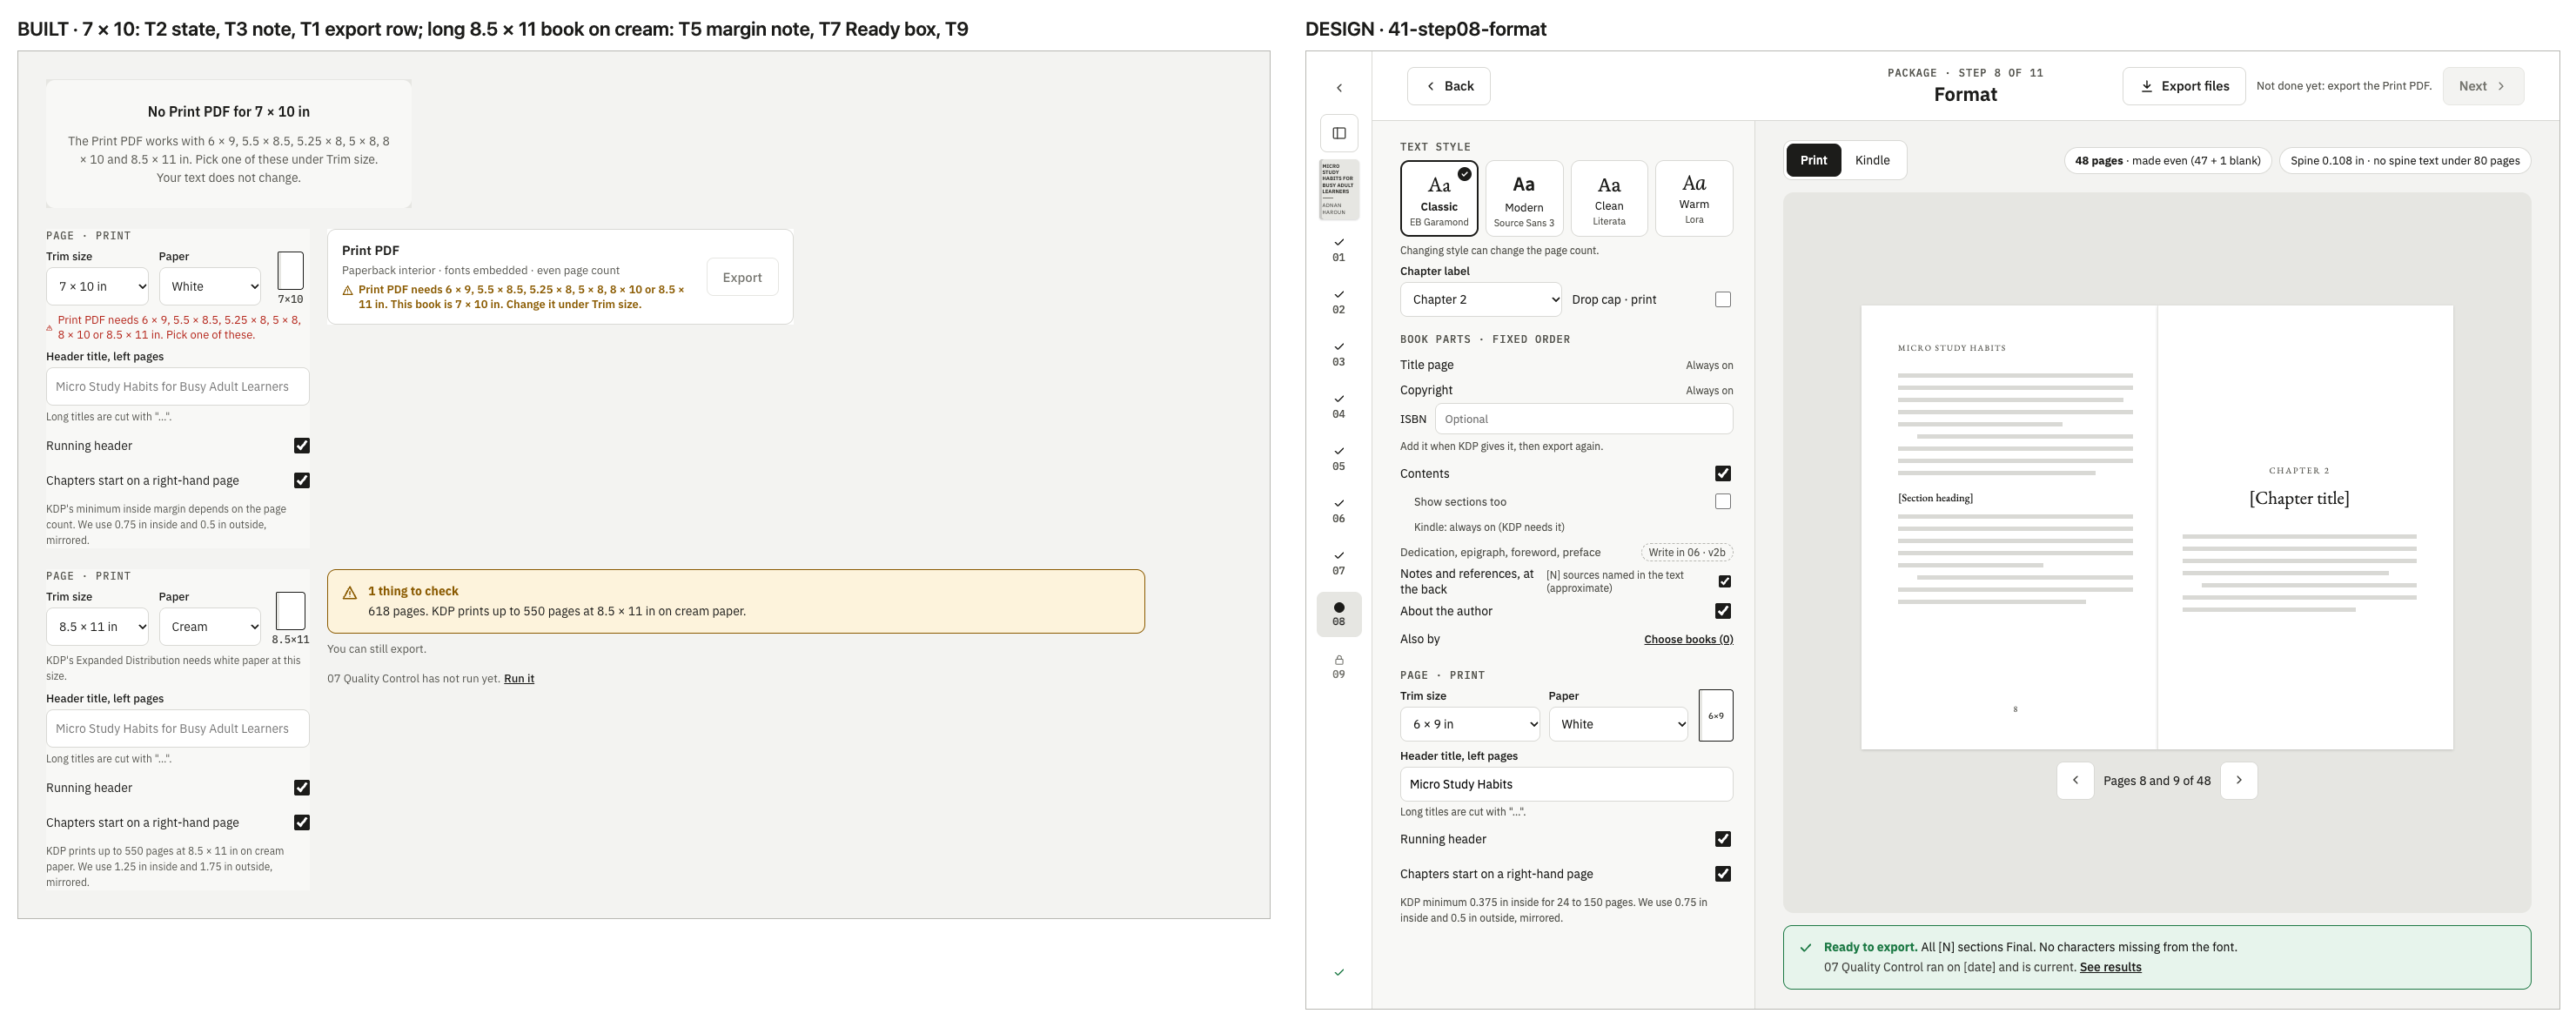 BUILT · 7 × 10: T2 state, T3 note, T1 export row; long 8.5 × 11 book on cream: T5 margin note, T7 Ready box, T9
No Print PDF for 7 × 10 in
The Print PDF works with 6 × 9, 5.5 × 8.5, 5.25 × 8, 5 × 8, 8
× 10 and 8.5 × 11 in. Pick one of these under Trim size.
Your text does not change.
PAGE · PRINT
Trim size
Paper
7 × 10 in
White
7×10
Print PDF needs 6 × 9, 5.5 × 8.5, 5.25 × 8, 5 × 8,
8 × 10 or 8.5 × 11 in. Pick one of these.
Header title, left pages
Micro Study Habits for Busy Adult Learners
Long titles are cut with "…".
Running header
Chapters start on a right-hand page
KDP's minimum inside margin depends on the page
count. We use 0.75 in inside and 0.5 in outside,
mirrored.
Print PDF
Paperback interior · fonts embedded · even page count
Print PDF needs 6 × 9, 5.5 × 8.5, 5.25 × 8, 5 × 8, 8 × 10 or 8.5 ×
11 in. This book is 7 × 10 in. Change it under Trim size.
Export
PAGE · PRINT
Trim size
Paper
8.5 × 11 in
Cream
8.5×11
KDP's Expanded Distribution needs white paper at this
size.
Header title, left pages
Micro Study Habits for Busy Adult Learners
Long titles are cut with "…".
Running header
Chapters start on a right-hand page
KDP prints up to 550 pages at 8.5 × 11 in on cream
paper. We use 1.25 in inside and 1.75 in outside,
mirrored.
1 thing to check
618 pages. KDP prints up to 550 pages at 8.5 × 11 in on cream paper.
You can still export.
07 Quality Control has not run yet. Run it
DESIGN · 41-step08-format
MICRO
STUDY
HABITS FOR
BUSY ADULT
LEARNERS
ADNAN
HAROUN
01
02
03
04
05
06
07
08
09
Back
PACKAGE · STEP 8 OF 11
Format
Export files
Not done yet: export the Print PDF.
Next
TEXT STYLE
Aa
Classic
EB Garamond
Aa
Modern
Source Sans 3
Aa
Clean
Literata
Aa
Warm
Lora
Changing style can change the page count.
Chapter label
Chapter 2
Drop cap · print
BOOK PARTS · FIXED ORDER
Title page
Always on
Copyright
Always on
ISBN
Optional
Add it when KDP gives it, then export again.
Contents
Show sections too
Kindle: always on (KDP needs it)
Dedication, epigraph, foreword, preface
Write in 06 · v2b
Notes and references, at
the back
[N] sources named in the text
(approximate)
About the author
Also by
Choose books (0)
PAGE · PRINT
Trim size
Paper
6 × 9 in
White
6×9
Header title, left pages
Micro Study Habits
Long titles are cut with "…".
Running header
Chapters start on a right-hand page
KDP minimum 0.375 in inside for 24 to 150 pages. We use 0.75 in
inside and 0.5 in outside, mirrored.
Print
Kindle
48 pages · made even (47 + 1 blank)
Spine 0.108 in · no spine text under 80 pages
MICRO STUDY HABITS
[Section heading]
8
CHAPTER 2
[Chapter title]
Pages 8 and 9 of 48
Ready to export. All [N] sections Final. No characters missing from the font.
07 Quality Control ran on [date] and is current. See results